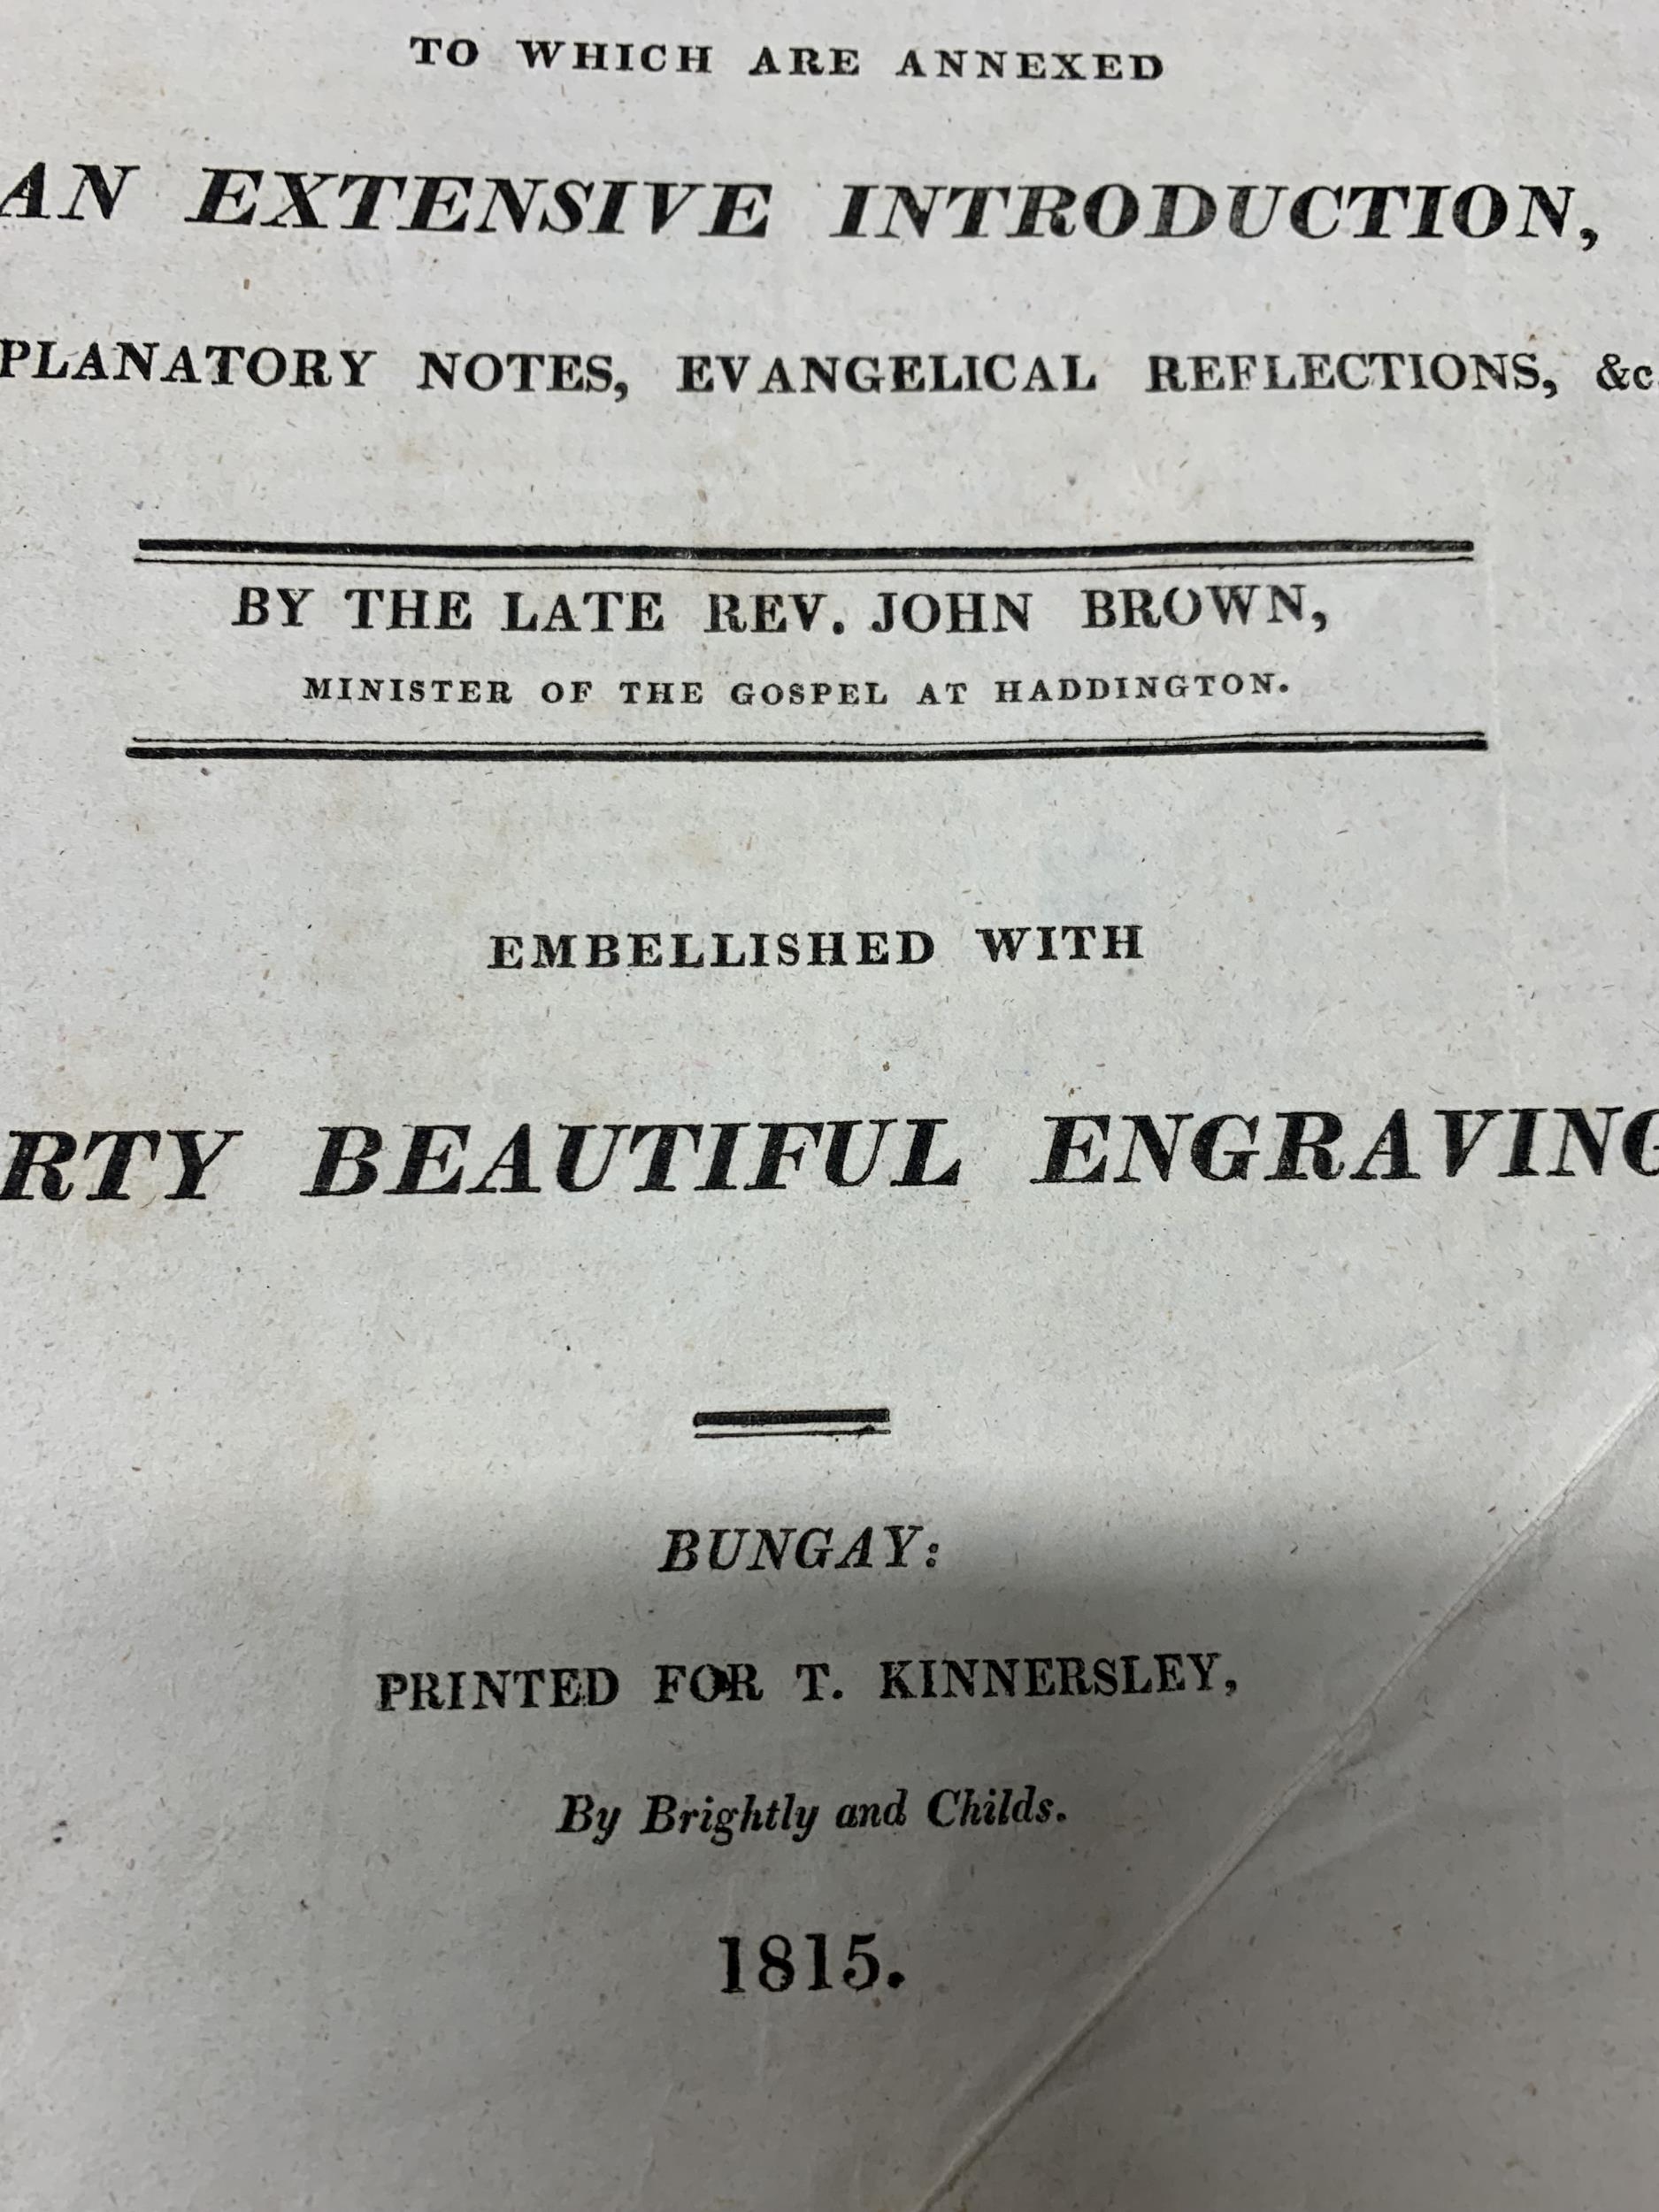 TO WHICH ARE ANNEXED
AN EXTENSIVE INTRODUCTION,
PLANATORY NOTES, EVANGELICAL REFLECTIONS, &c.
BY THE LATE REV. JOHN BROWN,
MINISTER OF THE GOSPEL AT HADDINGTON.
EMBELLISHED WITH
RTY BEAUTIFUL ENGRAVING
BUNGAY:
PRINTED FOR T. KINNERSLEY,
By Brightly and Childs.
1815.